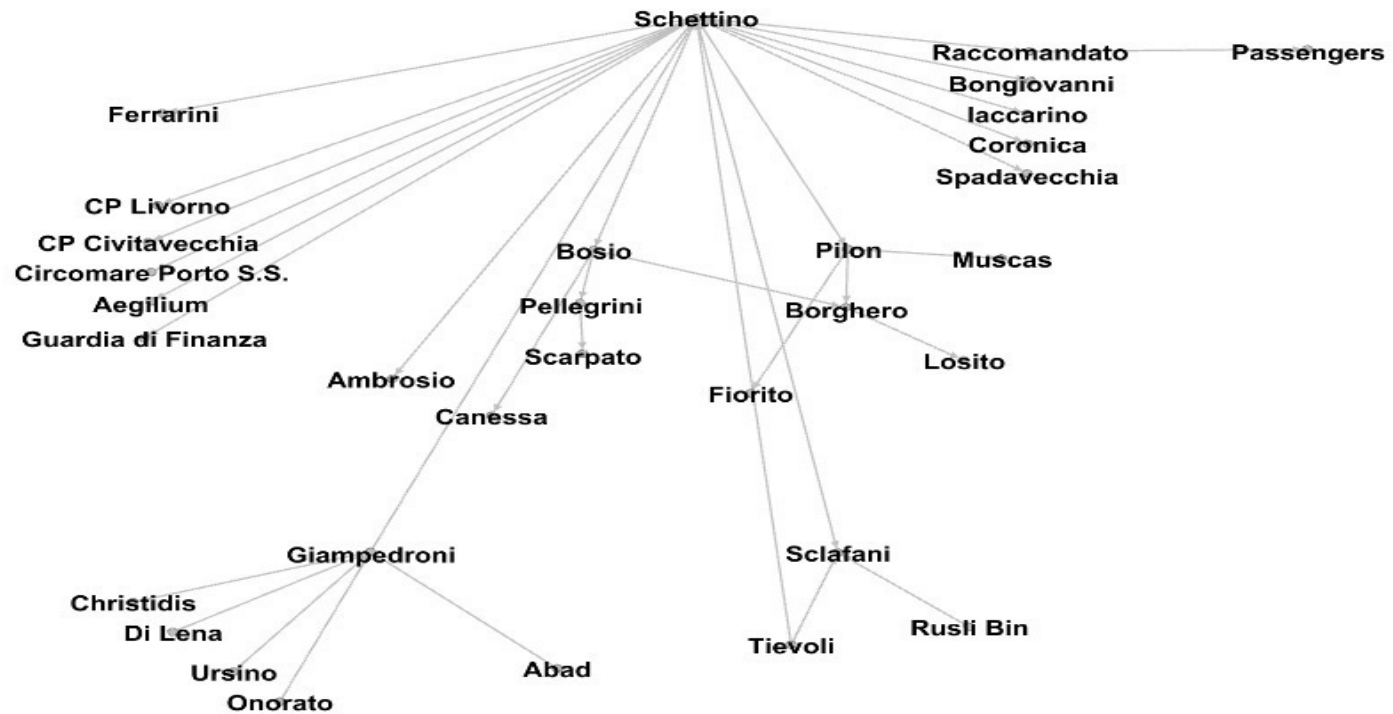 Schettino
Raccomandato
Passengers
Bongiovanni
Ferrarini
Iaccarino
Coronica
Spadavecchia
CP Livorno
CP Civitavecchia
Bosio
Pilon
Muscas
Circomare Porto S.S.
Aegilium
Pellegrini
Borghero
Guardia di Finanza
Scarpato
Losito
Ambrosio
Fiorito
Canessa
Giampedroni
Sclafani
Christidis
Di Lena
Rusli Bin
Tievoli
Ursino
Abad
Onorato